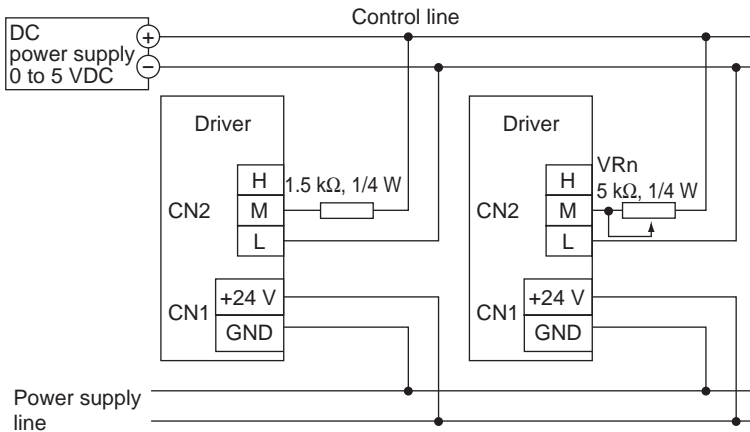 Control line
DC
power supply
0 to 5 VDC
+
−
Driver
H
M
L
CN2
1.5 kΩ, 1/4 W
CN1
+24 V
GND
Driver
H
M
L
CN2
VRn
5 kΩ, 1/4 W
CN1
+24 V
GND
Power supply
line